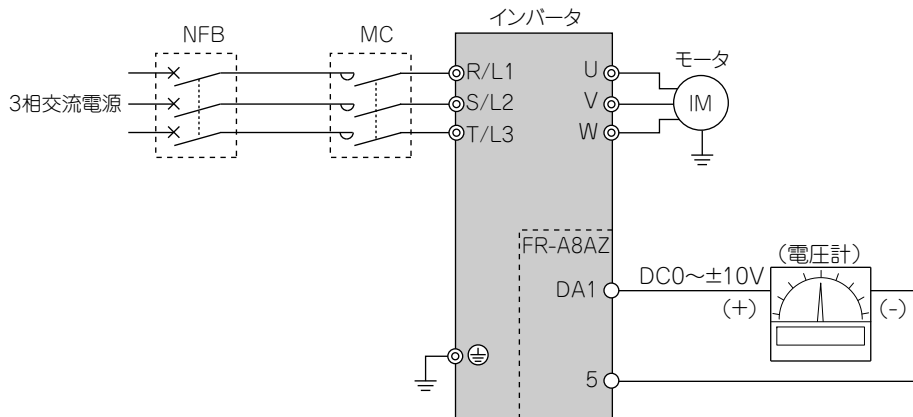 インバータ
NFB
MC
モータ
R/L1
U
3相交流電源
S/L2
V
IM
T/L3
W
FR-A8AZ
(電圧計)
DA1
DC0~±10V
(+)
(-)
5